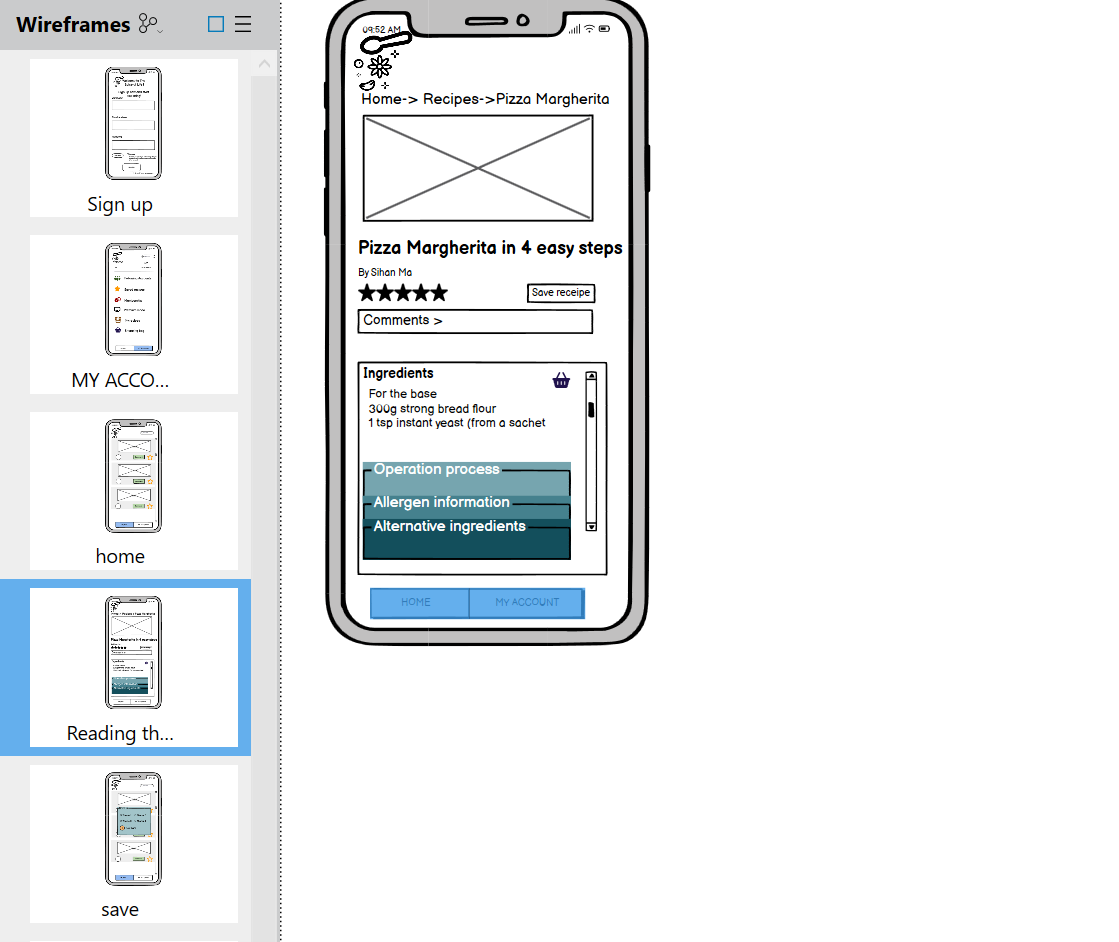 Wireframes
Sign up
MY ACCO...
home
Reading th...
save
09:52 AM
Home-> Recipes->Pizza Margherita
Pizza Margherita in 4 easy steps
By Sihan Ma
Save receipe
Comments >
Ingredients
For the base
300g strong bread flour
1 tsp instant yeast (from a sachet
Operation process
Allergen information
Alternative ingredients
HOME
MY ACCOUNT